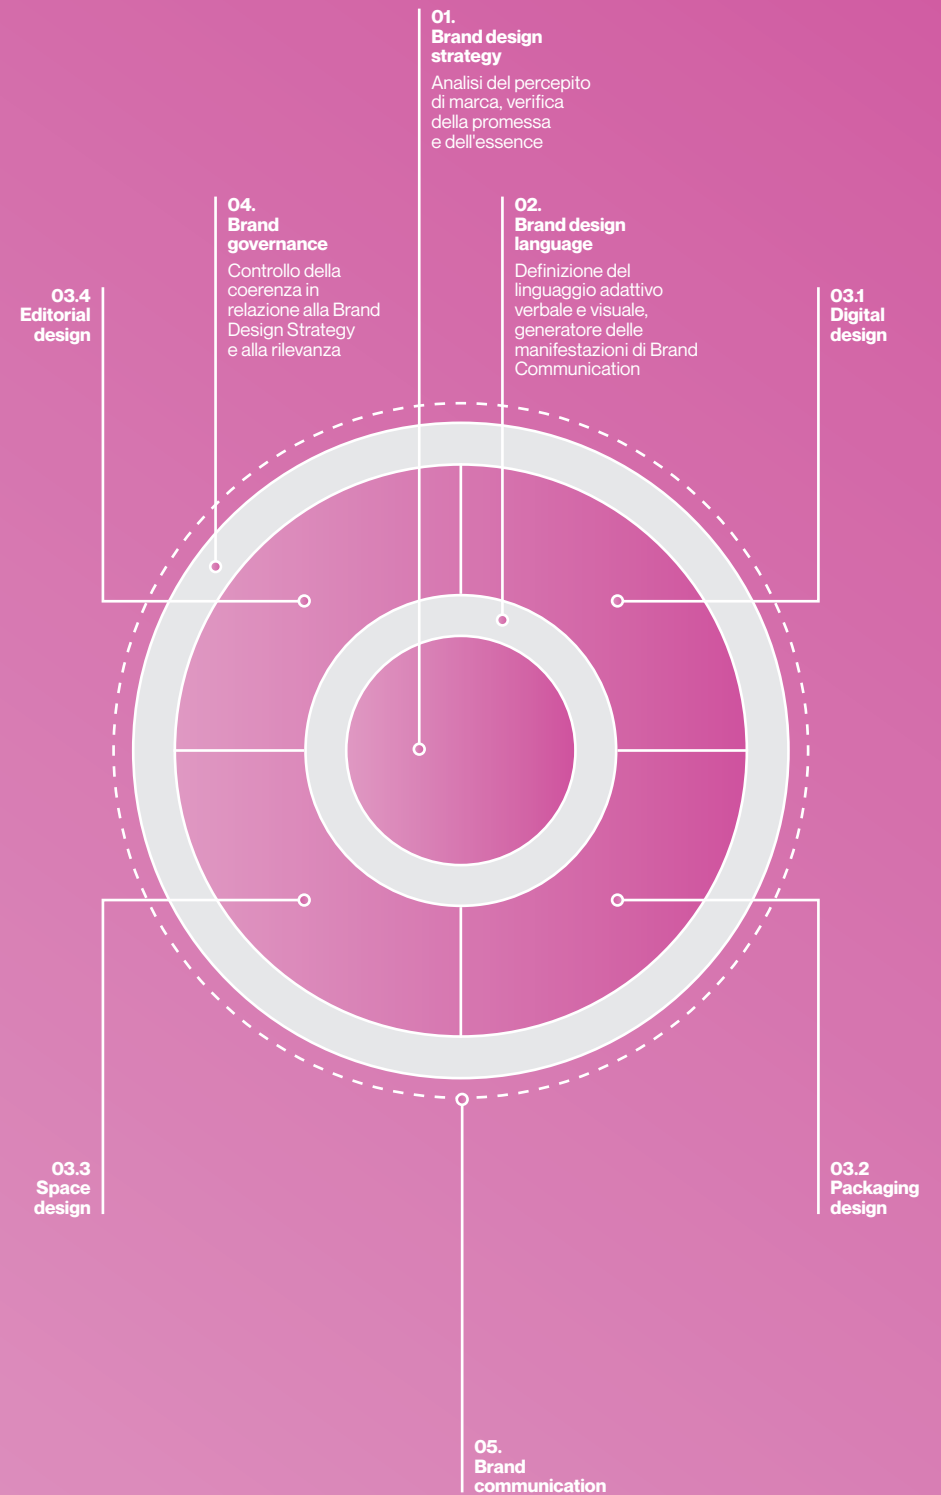 01.
Brand design
strategy
Analisi del percepito
di marca, verifica
della promessa
e dell'essence
04.
Brand
governance
Controllo della
coerenza in
relazione alla Brand
Design Strategy
e alla rilevanza
02.
Brand design
language
Definizione del
linguaggio adattivo
verbale e visuale,
generatore delle
manifestazioni di Brand
Communication
03.4
Editorial
design
03.1
Digital
design
03.3
Space
design
03.2
Packaging
design
05.
Brand
communication